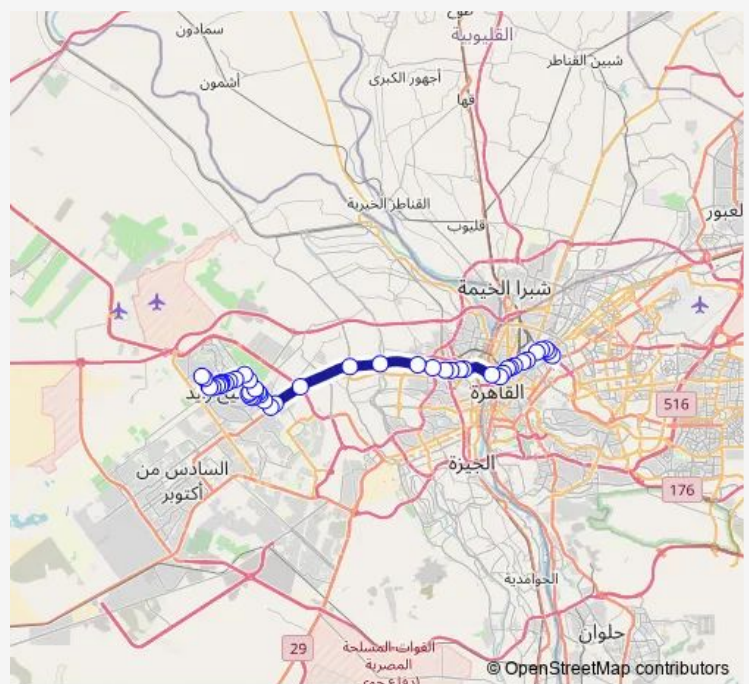 طوخ
القليوبية
سمادون
شبين القناطر
أجهور الكبرى
أشمون
قها
القناطر الخيرية
العبور
قليوب
شبرا الخيمة
القاهرة
516
السادس من
أكتوبر
الجيزة
176
الحوامدية
حلوان
29
القوات المسلحة
المصرية
© OpenStreetMap contributors